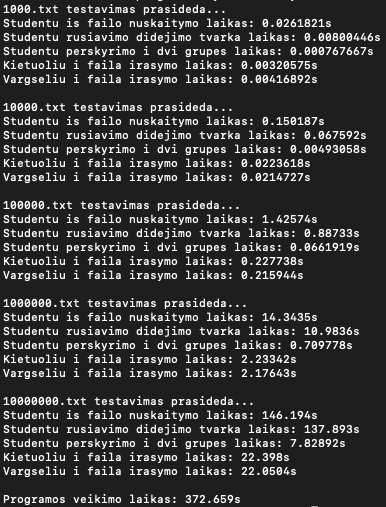 1000.txt testavimas prasideda...
Studentu is failo nuskaitymo laikas: 0.0261821s
Studentu rusiavimo didejimo tvarka laikas: 0.00800446s
Studentu perskyrimo i dvi grupes laikas: 0.000767667s
Kietuoliu i faila irasymo laikas: 0.00320575s
Vargseliu i faila irasymo laikas: 0.00416892s
10000.txt testavimas prasideda...
Studentu is failo nuskaitymo laikas: 0.150187s
Studentu rusiavimo didejimo tvarka laikas: 0.067592s
Studentu perskyrimo i dvi grupes laikas: 0.00493058s
Kietuoliu i faila irasymo laikas: 0.0223618s
Vargseliu i faila irasymo laikas: 0.0214727s
100000.txt testavimas prasideda...
Studentu is failo nuskaitymo laikas: 1.42574s
Studentu rusiavimo didejimo tvarka laikas: 0.88733s
Studentu perskyrimo i dvi grupes laikas: 0.0661919s
Kietuoliu i faila irasymo laikas: 0.227738s
Vargseliu i faila irasymo laikas: 0.215944s
1000000.txt testavimas prasideda...
Studentu is failo nuskaitymo laikas: 14.3435s
Studentu rusiavimo didejimo tvarka laikas: 10.9836s
Studentu perskyrimo i dvi grupes laikas: 0.709778s
Kietuoliu i faila irasymo laikas: 2.23342s
Vargseliu i faila irasymo laikas: 2.17643s
10000000.txt testavimas prasideda...
Studentu is failo nuskaitymo laikas: 146.194s
Studentu rusiavimo didejimo tvarka laikas: 137.893s
Studentu perskyrimo i dvi grupes laikas: 7.82892s
Kietuoliu i faila irasymo laikas: 22.398s
Vargseliu i faila irasymo laikas: 22.0504s
Programos veikimo laikas: 372.659s